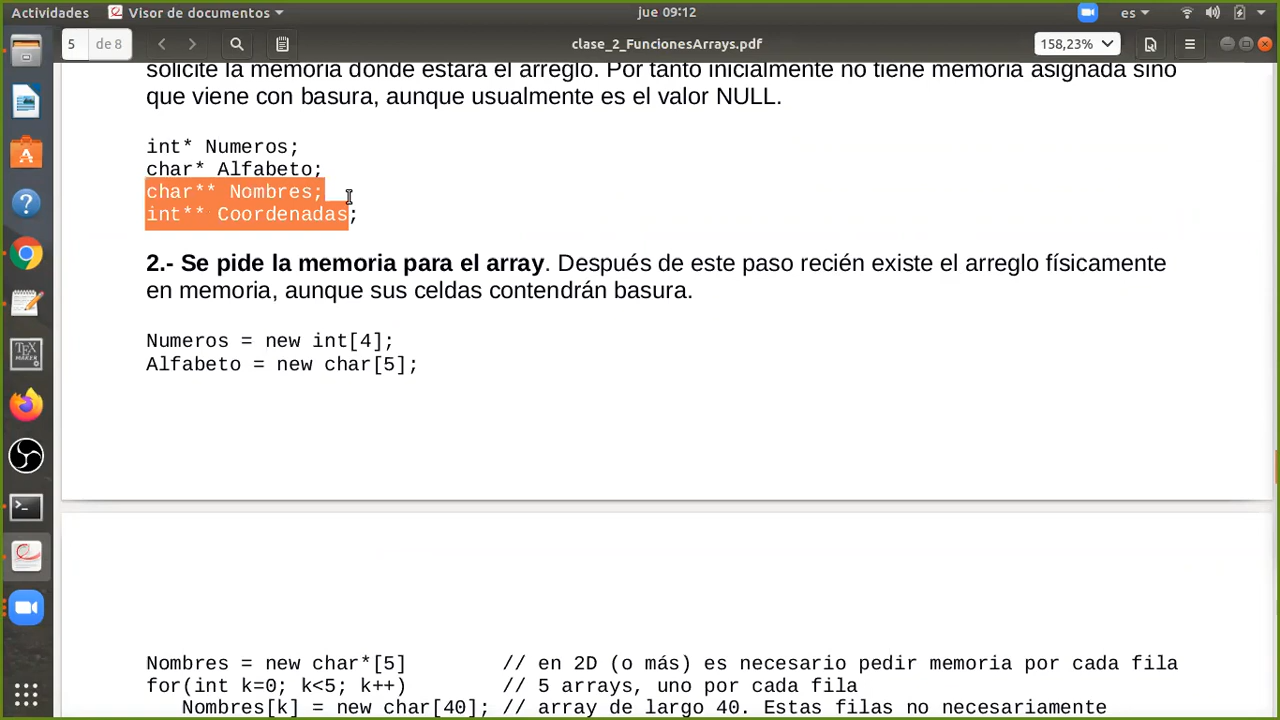 Actividades
Visor de documentos
jue 09:12
es
5
de 8
clase_2_FuncionesArrays.pdf
158,23%
solicite la memoria donde estará el arreglo. Por tanto inicialmente no tiene memoria asignada sino
que viene con basura, aunque usualmente es el valor NULL.
int* Numeros;
char* Alfabeto;
char** Nombres;
int** Coordenadas;
2.- Se pide la memoria para el array. Después de este paso recién existe el arreglo físicamente
en memoria, aunque sus celdas contendrán basura.
Numeros = new int[4];
Alfabeto = new char[5];
Nombres = new char*[5] // en 2D (o más) es necesario pedir memoria por cada fila
for(int k=0; k<5; k++) // 5 arrays, uno por cada fila
Nombres[k] = new char[40]; // array de largo 40. Estas filas no necesariamente